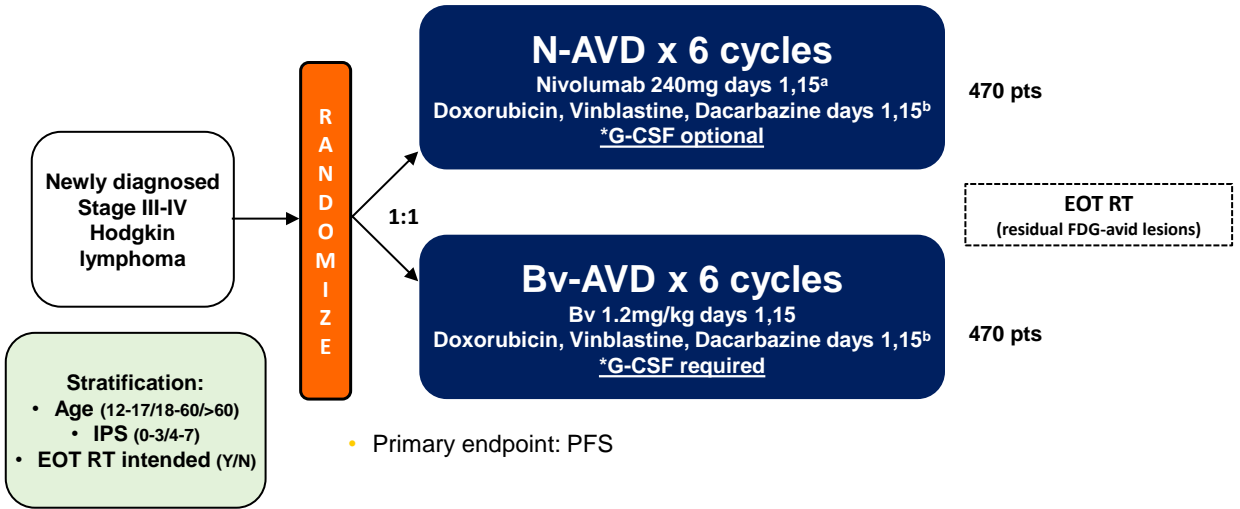 Newly diagnosed
Stage III-IV
Hodgkin
lymphoma
Stratification:
• Age (12-17/18-60/>60)
• IPS (0-3/4-7)
• EOT RT intended (Y/N)
R
A
N
D
O
M
I
Z
E
1:1
N-AVD x 6 cycles
Nivolumab 240mg days 1,15ᵃ
Doxorubicin, Vinblastine, Dacarbazine days 1,15ᵇ
*G-CSF optional
470 pts
Bv-AVD x 6 cycles
Bv 1.2mg/kg days 1,15
Doxorubicin, Vinblastine, Dacarbazine days 1,15ᵇ
*G-CSF required
470 pts
EOT RT
(residual FDG-avid lesions)
• Primary endpoint: PFS